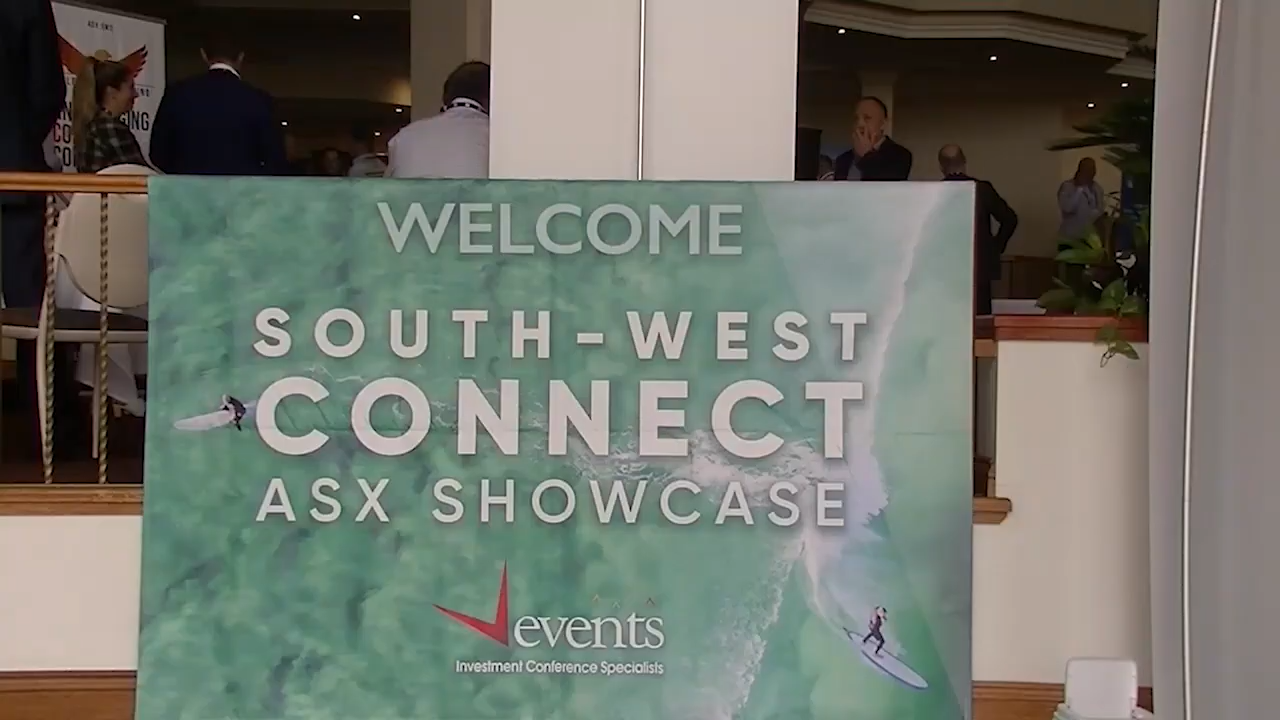 WELCOME
SOUTH-WEST
CONNECT
ASX SHOWCASE
events
Investment Conference Specialists